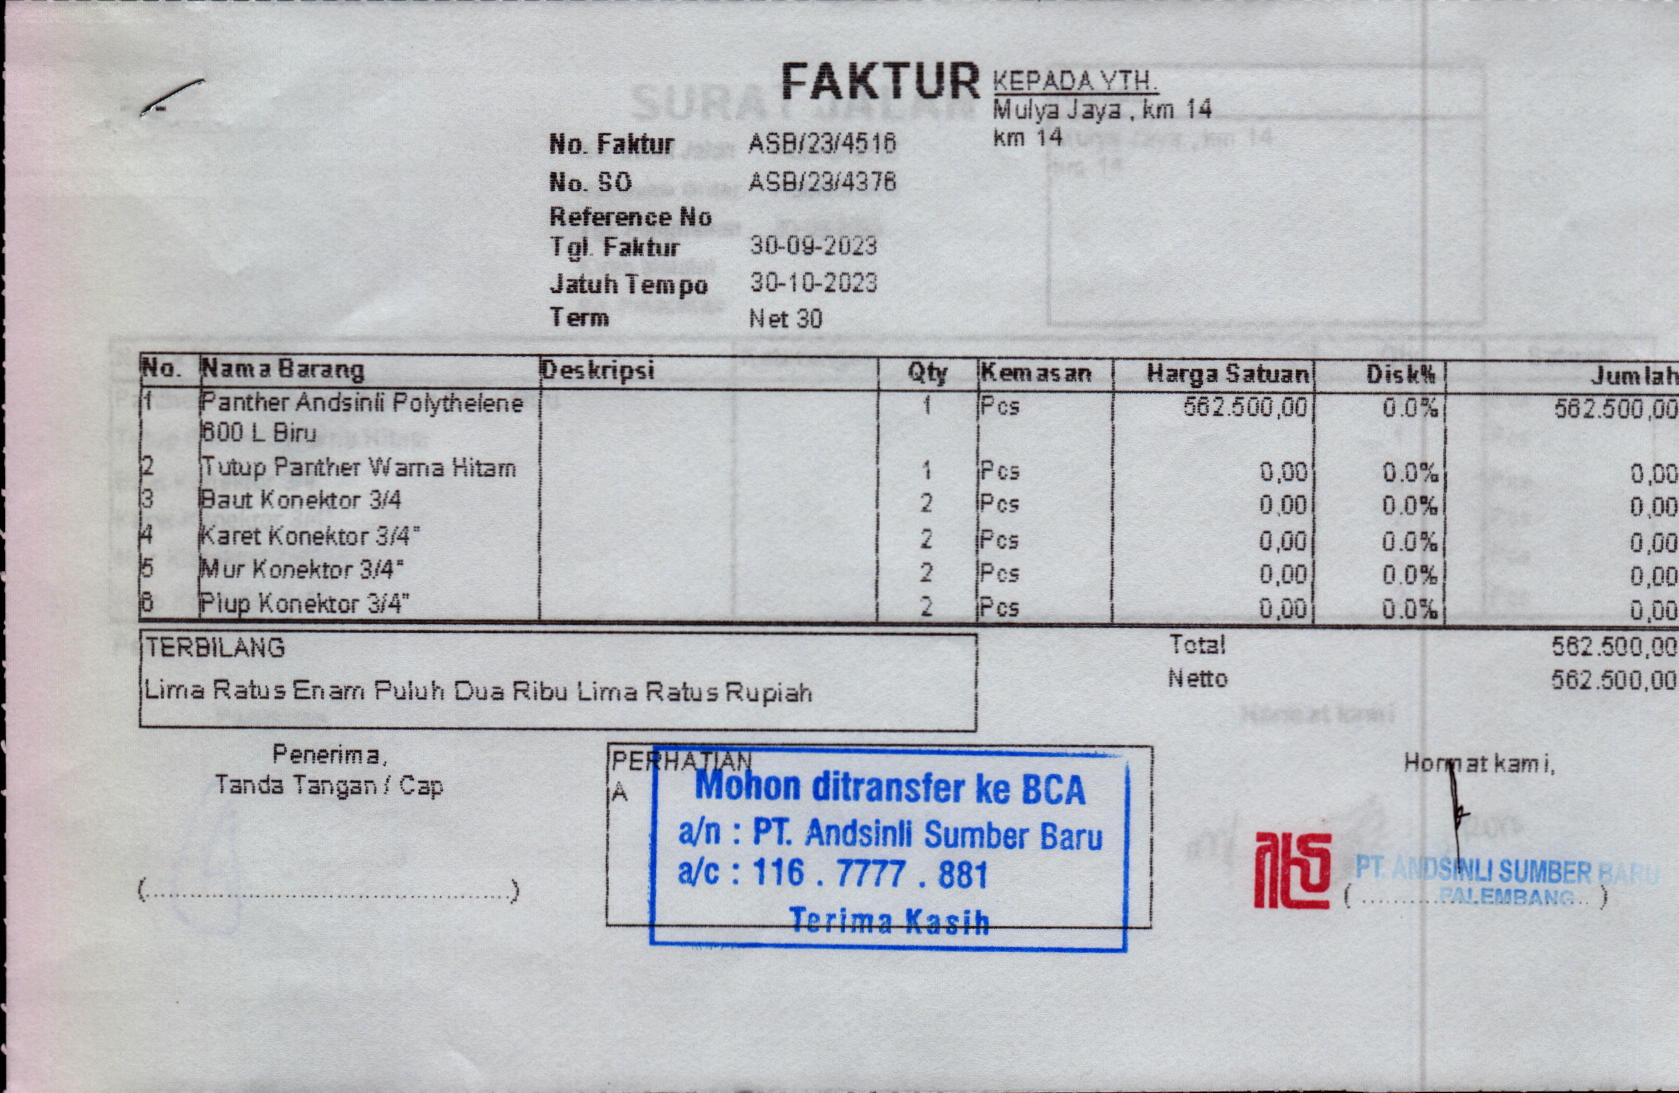 FAKTUR
KEPADA YTH.
Mulya Jaya , km 14
km 14
No. Faktur ASB/23/4516
No. SO ASB/23/4376
Reference No
Tgl. Faktur 30-09-2023
Jatuh Tempo 30-10-2023
Term Net 30
No. Nama Barang Deskripsi Qty Kemasan Harga Satuan Disk% Jumlah
1 Panther Andsinli Polythelene 1 Pcs 562.500,00 0.0% 562.500,00
600 L Biru
2 Tutup Panther Warna Hitam 1 Pcs 0,00 0.0% 0,00
3 Baut Konektor 3/4 2 Pcs 0,00 0.0% 0,00
4 Karet Konektor 3/4" 2 Pcs 0,00 0.0% 0,00
5 Mur Konektor 3/4" 2 Pcs 0,00 0.0% 0,00
6 Plup Konektor 3/4" 2 Pcs 0,00 0.0% 0,00
TERBILANG
Lima Ratus Enam Puluh Dua Ribu Lima Ratus Rupiah
Total 562.500,00
Netto 562.500,00
Penerima,
Tanda Tangan / Cap
PERHATIAN
A
Mohon ditransfer ke BCA
a/n : PT. Andsinli Sumber Baru
a/c : 116 . 7777 . 881
Terima Kasih
Hormat kami,
PT. ANDSINLI SUMBER BARU
PALEMBANG